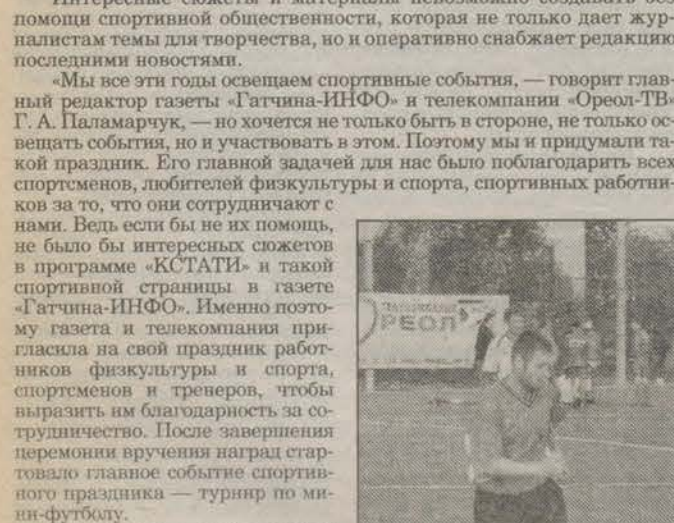 Интересные сюжеты и материалы невозможно создавать без
помощи спортивной общественности, которая не только дает жур-
налистам темы для творчества, но и оперативно снабжает редакцию
последними новостями.
«Мы все эти годы освещаем спортивные события, — говорит глав-
ный редактор газеты «Гатчина-ИНФО» и телекомпании «Ореол-ТВ»
Г. А. Паламарчук, — но хочется не только быть в стороне, не только ос-
вещать события, но и участвовать в этом. Поэтому мы и придумали та-
кой праздник. Его главной задачей для нас было поблагодарить всех
спортсменов, любителей физкультуры и спорта, спортивных работни-
ков за то, что они сотрудничают с
нами. Ведь если бы не их помощь,
не было бы интересных сюжетов
в программе «КСТАТИ» и такой
спортивной страницы в газете
«Гатчина-ИНФО». Именно поэто-
му газета и телекомпания при-
гласила на свой праздник работ-
ников физкультуры и спорта,
спортсменов и тренеров, чтобы
выразить им благодарность за со-
трудничество. После завершения
церемонии вручения наград стар-
товало главное событие спортив-
ного праздника — турнир по ми-
ни-футболу.
РЕОЛ